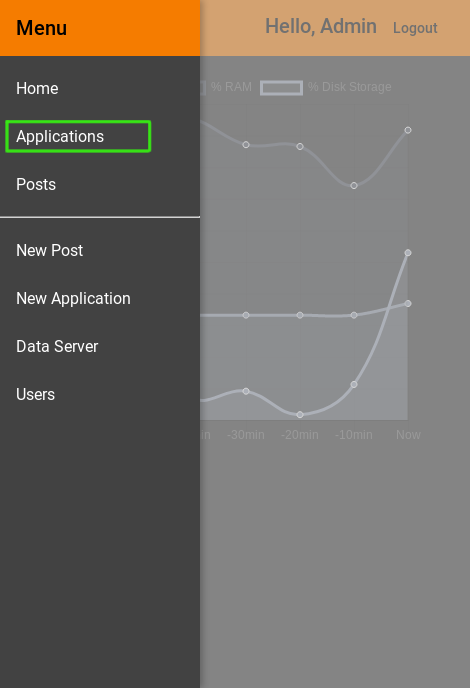 Menu
Hello, Admin
Logout
Home
% RAM
% Disk Storage
Applications
Posts
New Post
New Application
Data Server
Users
-30min
-20min
-10min
Now